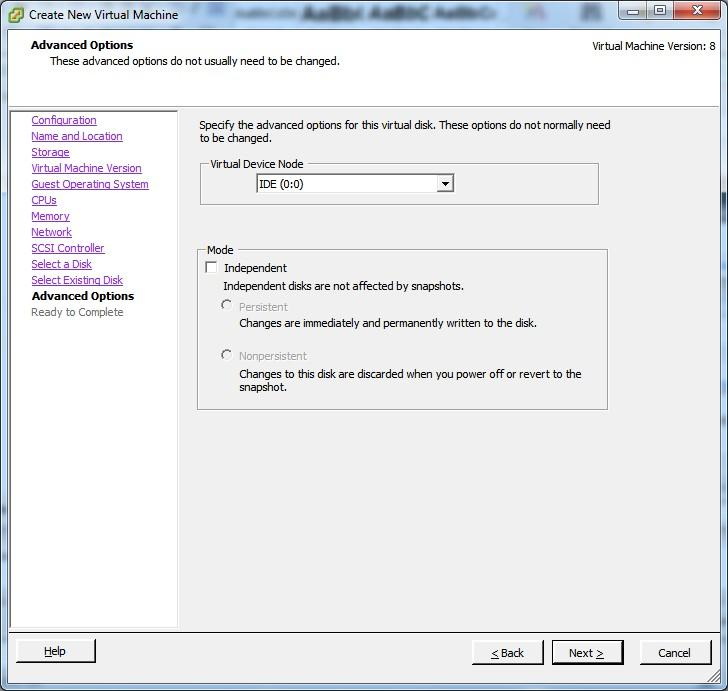 Create New Virtual Machine
Advanced Options
These advanced options do not usually need to be changed.
Virtual Machine Version: 8
Configuration
Name and Location
Storage
Virtual Machine Version
Guest Operating System
CPUs
Memory
Network
SCSI Controller
Select a Disk
Select Existing Disk
Advanced Options
Ready to Complete
Specify the advanced options for this virtual disk. These options do not normally need
to be changed.
Virtual Device Node
IDE (0:0)
Mode
Independent
Independent disks are not affected by snapshots.
Persistent
Changes are immediately and permanently written to the disk.
Nonpersistent
Changes to this disk are discarded when you power off or revert to the
snapshot.
Help
< Back
Next >
Cancel